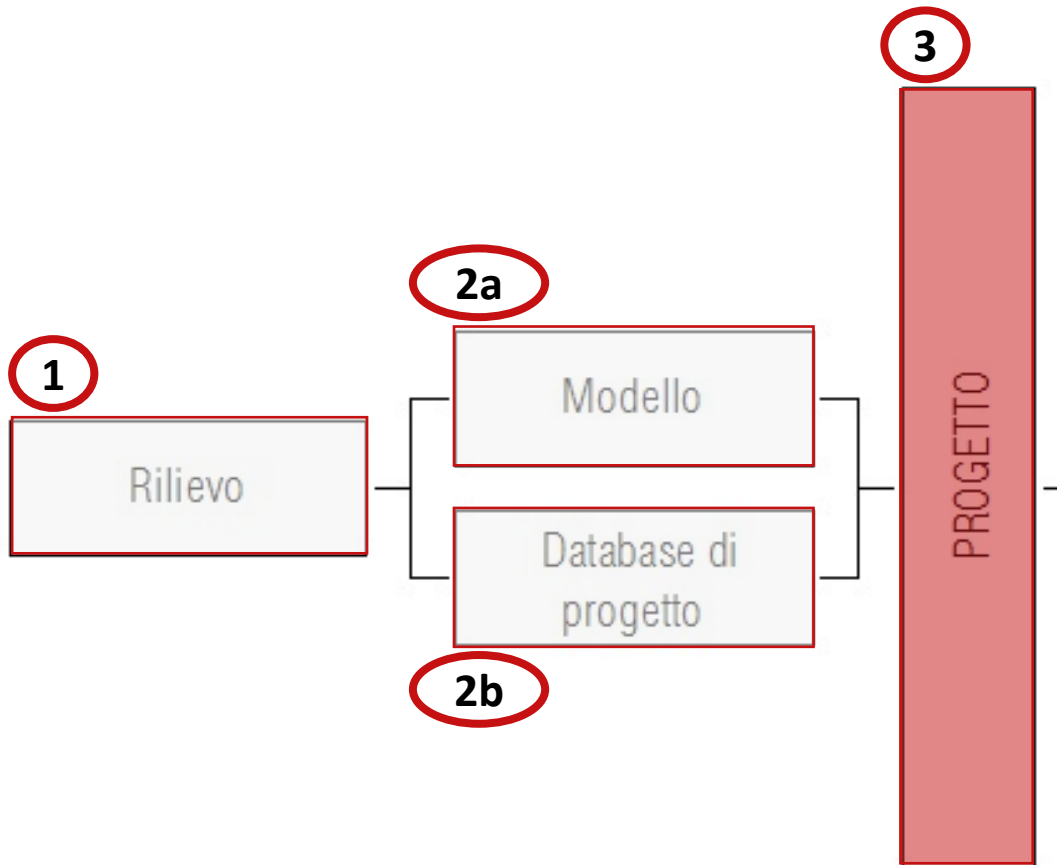 3
2a
Modello
1
Rilievo
PROGETTO
Database di
progetto
2b